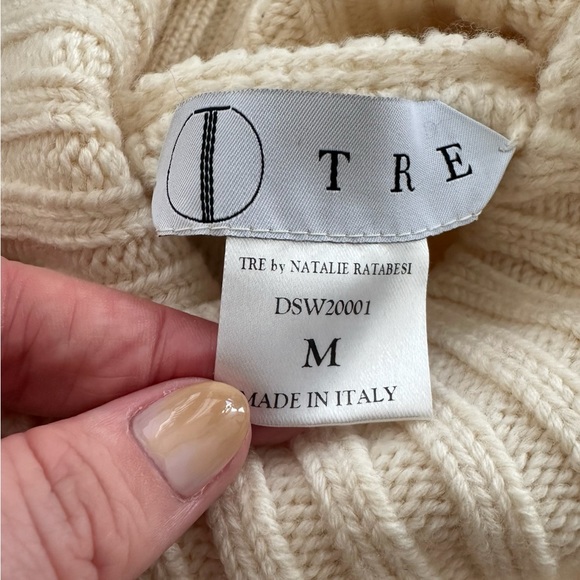 TRE
TRE by NATALIE RATABESI
DSW20001
M
MADE IN ITALY